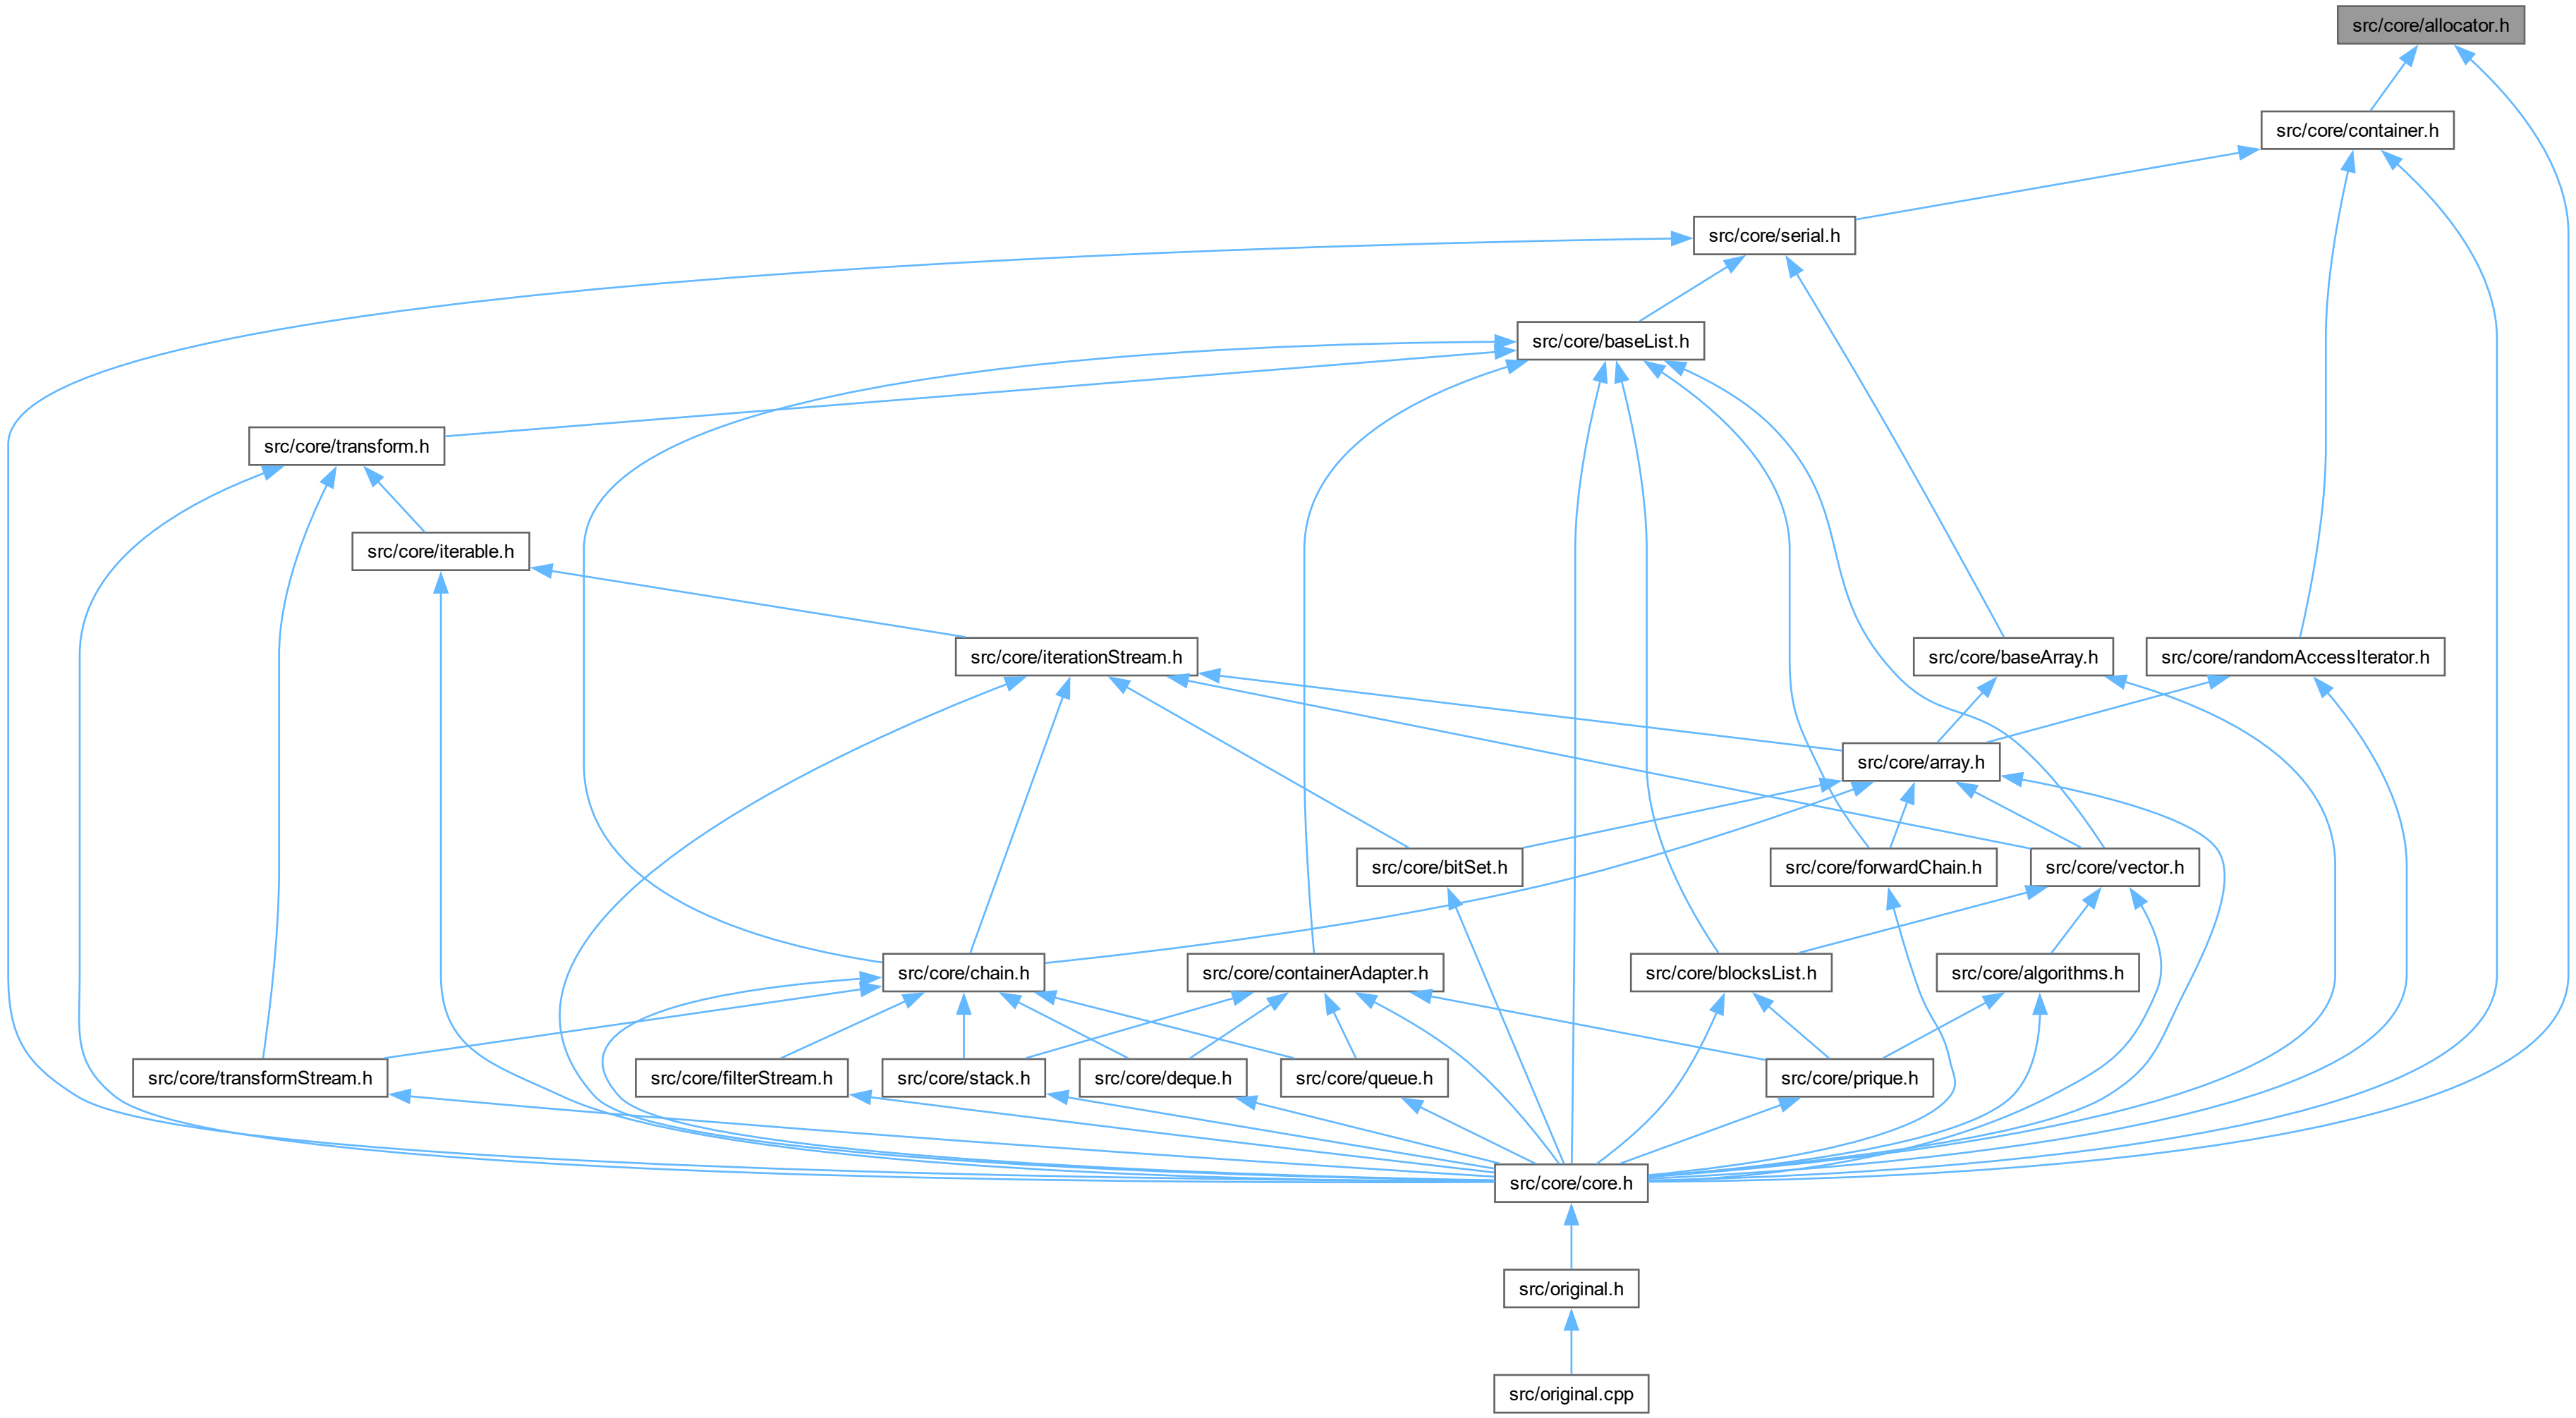 src/core/allocator.h
src/core/container.h
src/core/serial.h
src/core/baseList.h
src/core/transform.h
src/core/iterable.h
src/core/iterationStream.h
src/core/baseArray.h
src/core/randomAccessIterator.h
src/core/array.h
src/core/bitSet.h
src/core/forwardChain.h
src/core/vector.h
src/core/chain.h
src/core/containerAdapter.h
src/core/blocksList.h
src/core/algorithms.h
src/core/transformStream.h
src/core/filterStream.h
src/core/stack.h
src/core/deque.h
src/core/queue.h
src/core/prique.h
src/core/core.h
src/original.h
src/original.cpp